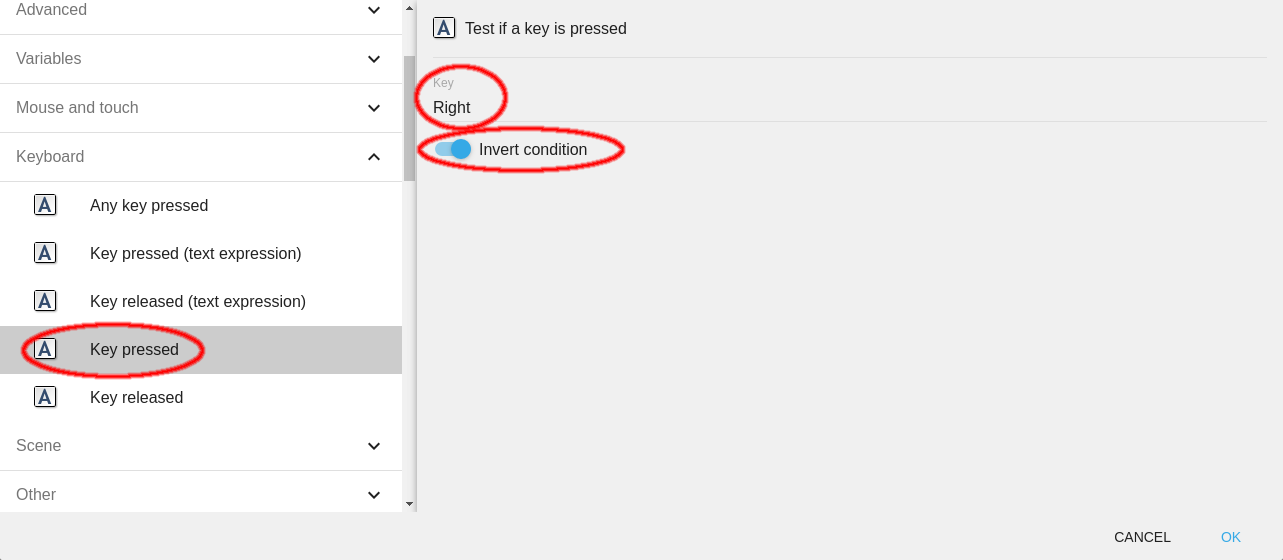 Advanced
Variables
Mouse and touch
Keyboard
A Any key pressed
A Key pressed (text expression)
A Key released (text expression)
A Key pressed
A Key released
Scene
Other
A Test if a key is pressed
Key
Right
Invert condition
CANCEL OK